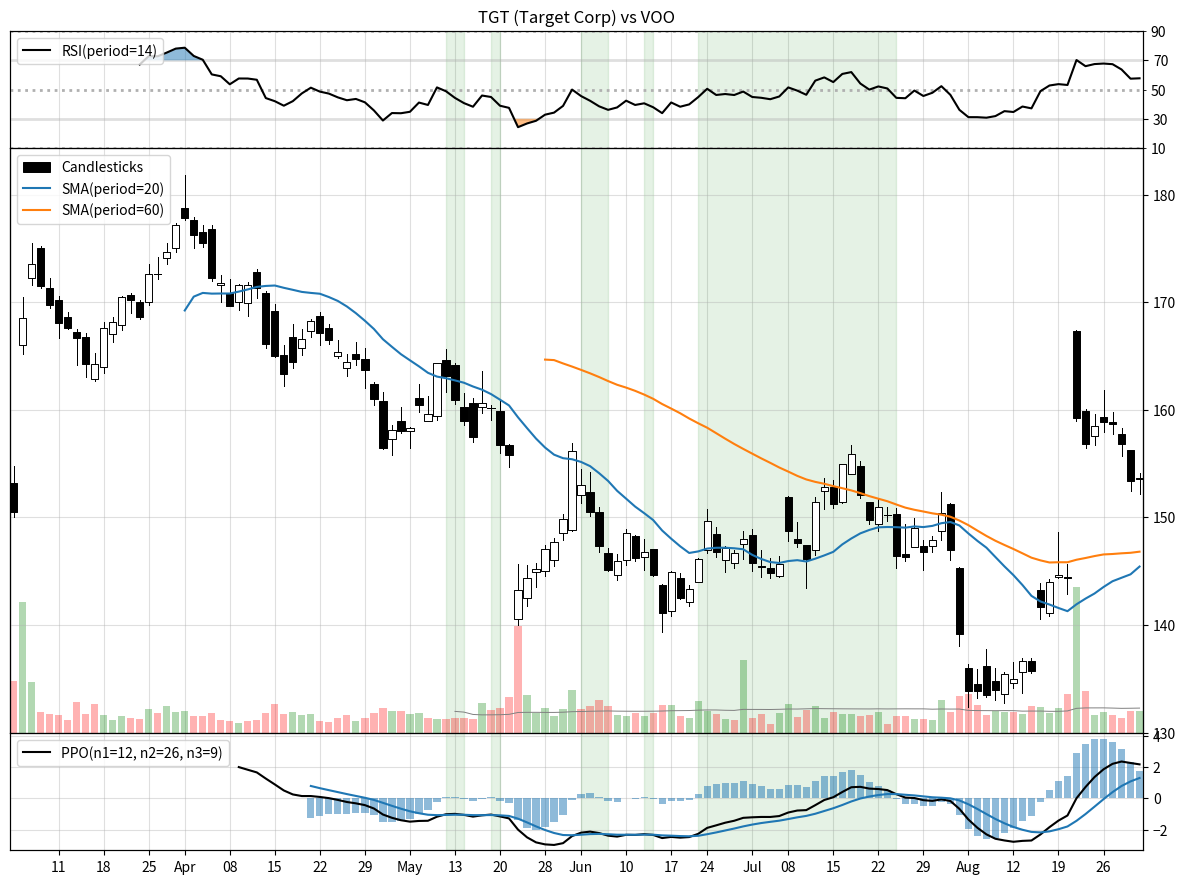 TGT (Target Corp) vs VOO
RSI(period=14)
90
70
50
30
10
Candlesticks
SMA(period=20)
SMA(period=60)
180
170
160
150
140
130
PPO(n1=12, n2=26, n3=9)
4
2
0
−2
11 18 25 Apr 08 15 22 29 May 13 20 28 Jun 10 17 24 Jul 08 15 22 29 Aug 12 19 26